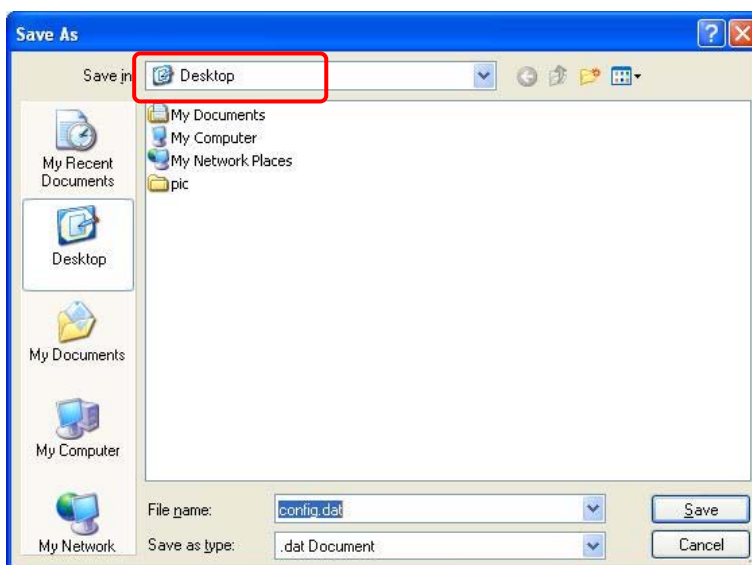 Save As
Save in
Desktop
My Documents
My Computer
My Network Places
pic
My Recent
Documents
Desktop
My Documents
My Computer
My Network
File name:
config.dat
Save
Save as type:
.dat Document
Cancel